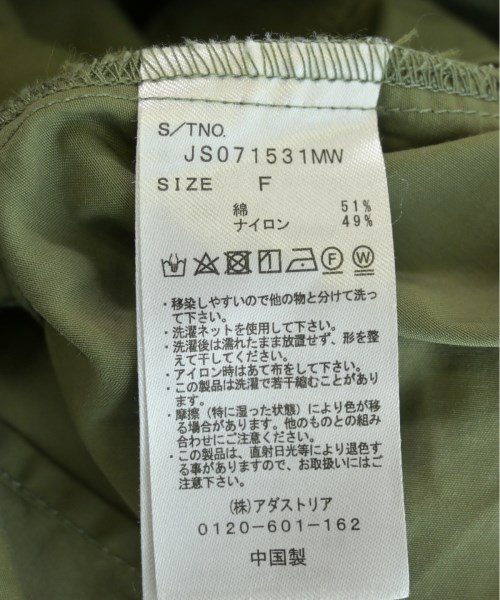 S/TNO.
JS071531MW
SIZE F
綿 51%
ナイロン 49%
F W
・移染しやすいので他の物と分けて洗っ
て下さい。
・洗濯ネットを使用して下さい。
・洗濯後は濡れたまま放置せず、形を整
えて干してください。
・アイロン時はあて布をして下さい。
・この製品は洗濯で若干縮むことがあり
ます。
・摩擦（特に湿った状態）により色が移
る場合があります。他のものとの組み
合わせにご注意ください。
・この製品は、直射日光等により退色す
る事がありますので、お取扱いにはご
注意下さい。
(株) アダストリア
0120-601-162
中国製